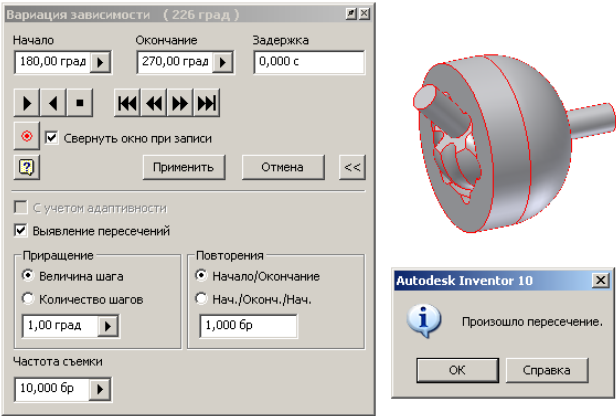 Вариация зависимости ( 226 град )
Начало Окончание Задержка
180,00 град 270,00 град 0,000 с
Свернуть окно при записи
Применить Отмена <<
С учетом адаптивности
Выявление пересечений
Приращение
Величина шага
Количество шагов
1,00 град
Повторения
Начало/Окончание
Нач./Оконч./Нач.
1,000 бр
Частота съемки
10,000 бр
Autodesk Inventor 10
Произошло пересечение.
OK Справка